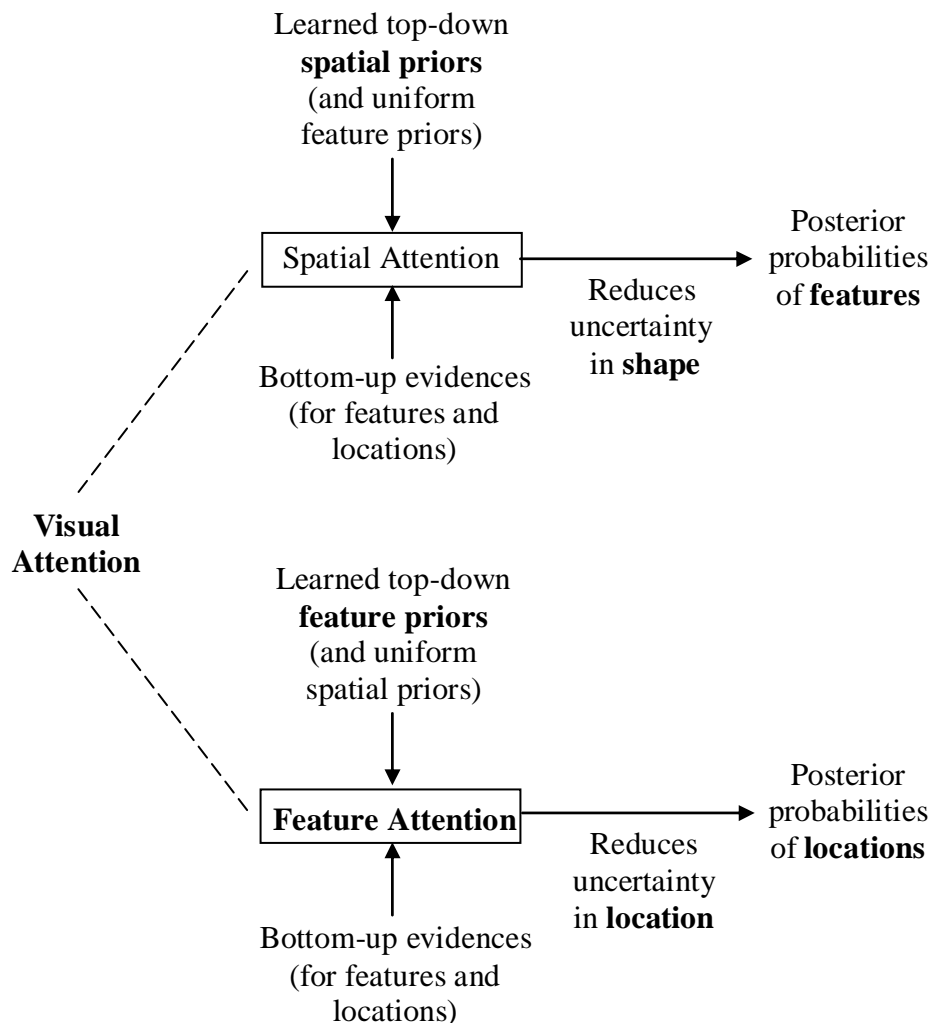 Learned top-down
spatial priors
(and uniform
feature priors)
Spatial Attention
Reduces
uncertainty
in shape
Posterior
probabilities
of features
Bottom-up evidences
(for features and
locations)
Visual
Attention
Learned top-down
feature priors
(and uniform
spatial priors)
Feature Attention
Reduces
uncertainty
in location
Posterior
probabilities
of locations
Bottom-up evidences
(for features and
locations)